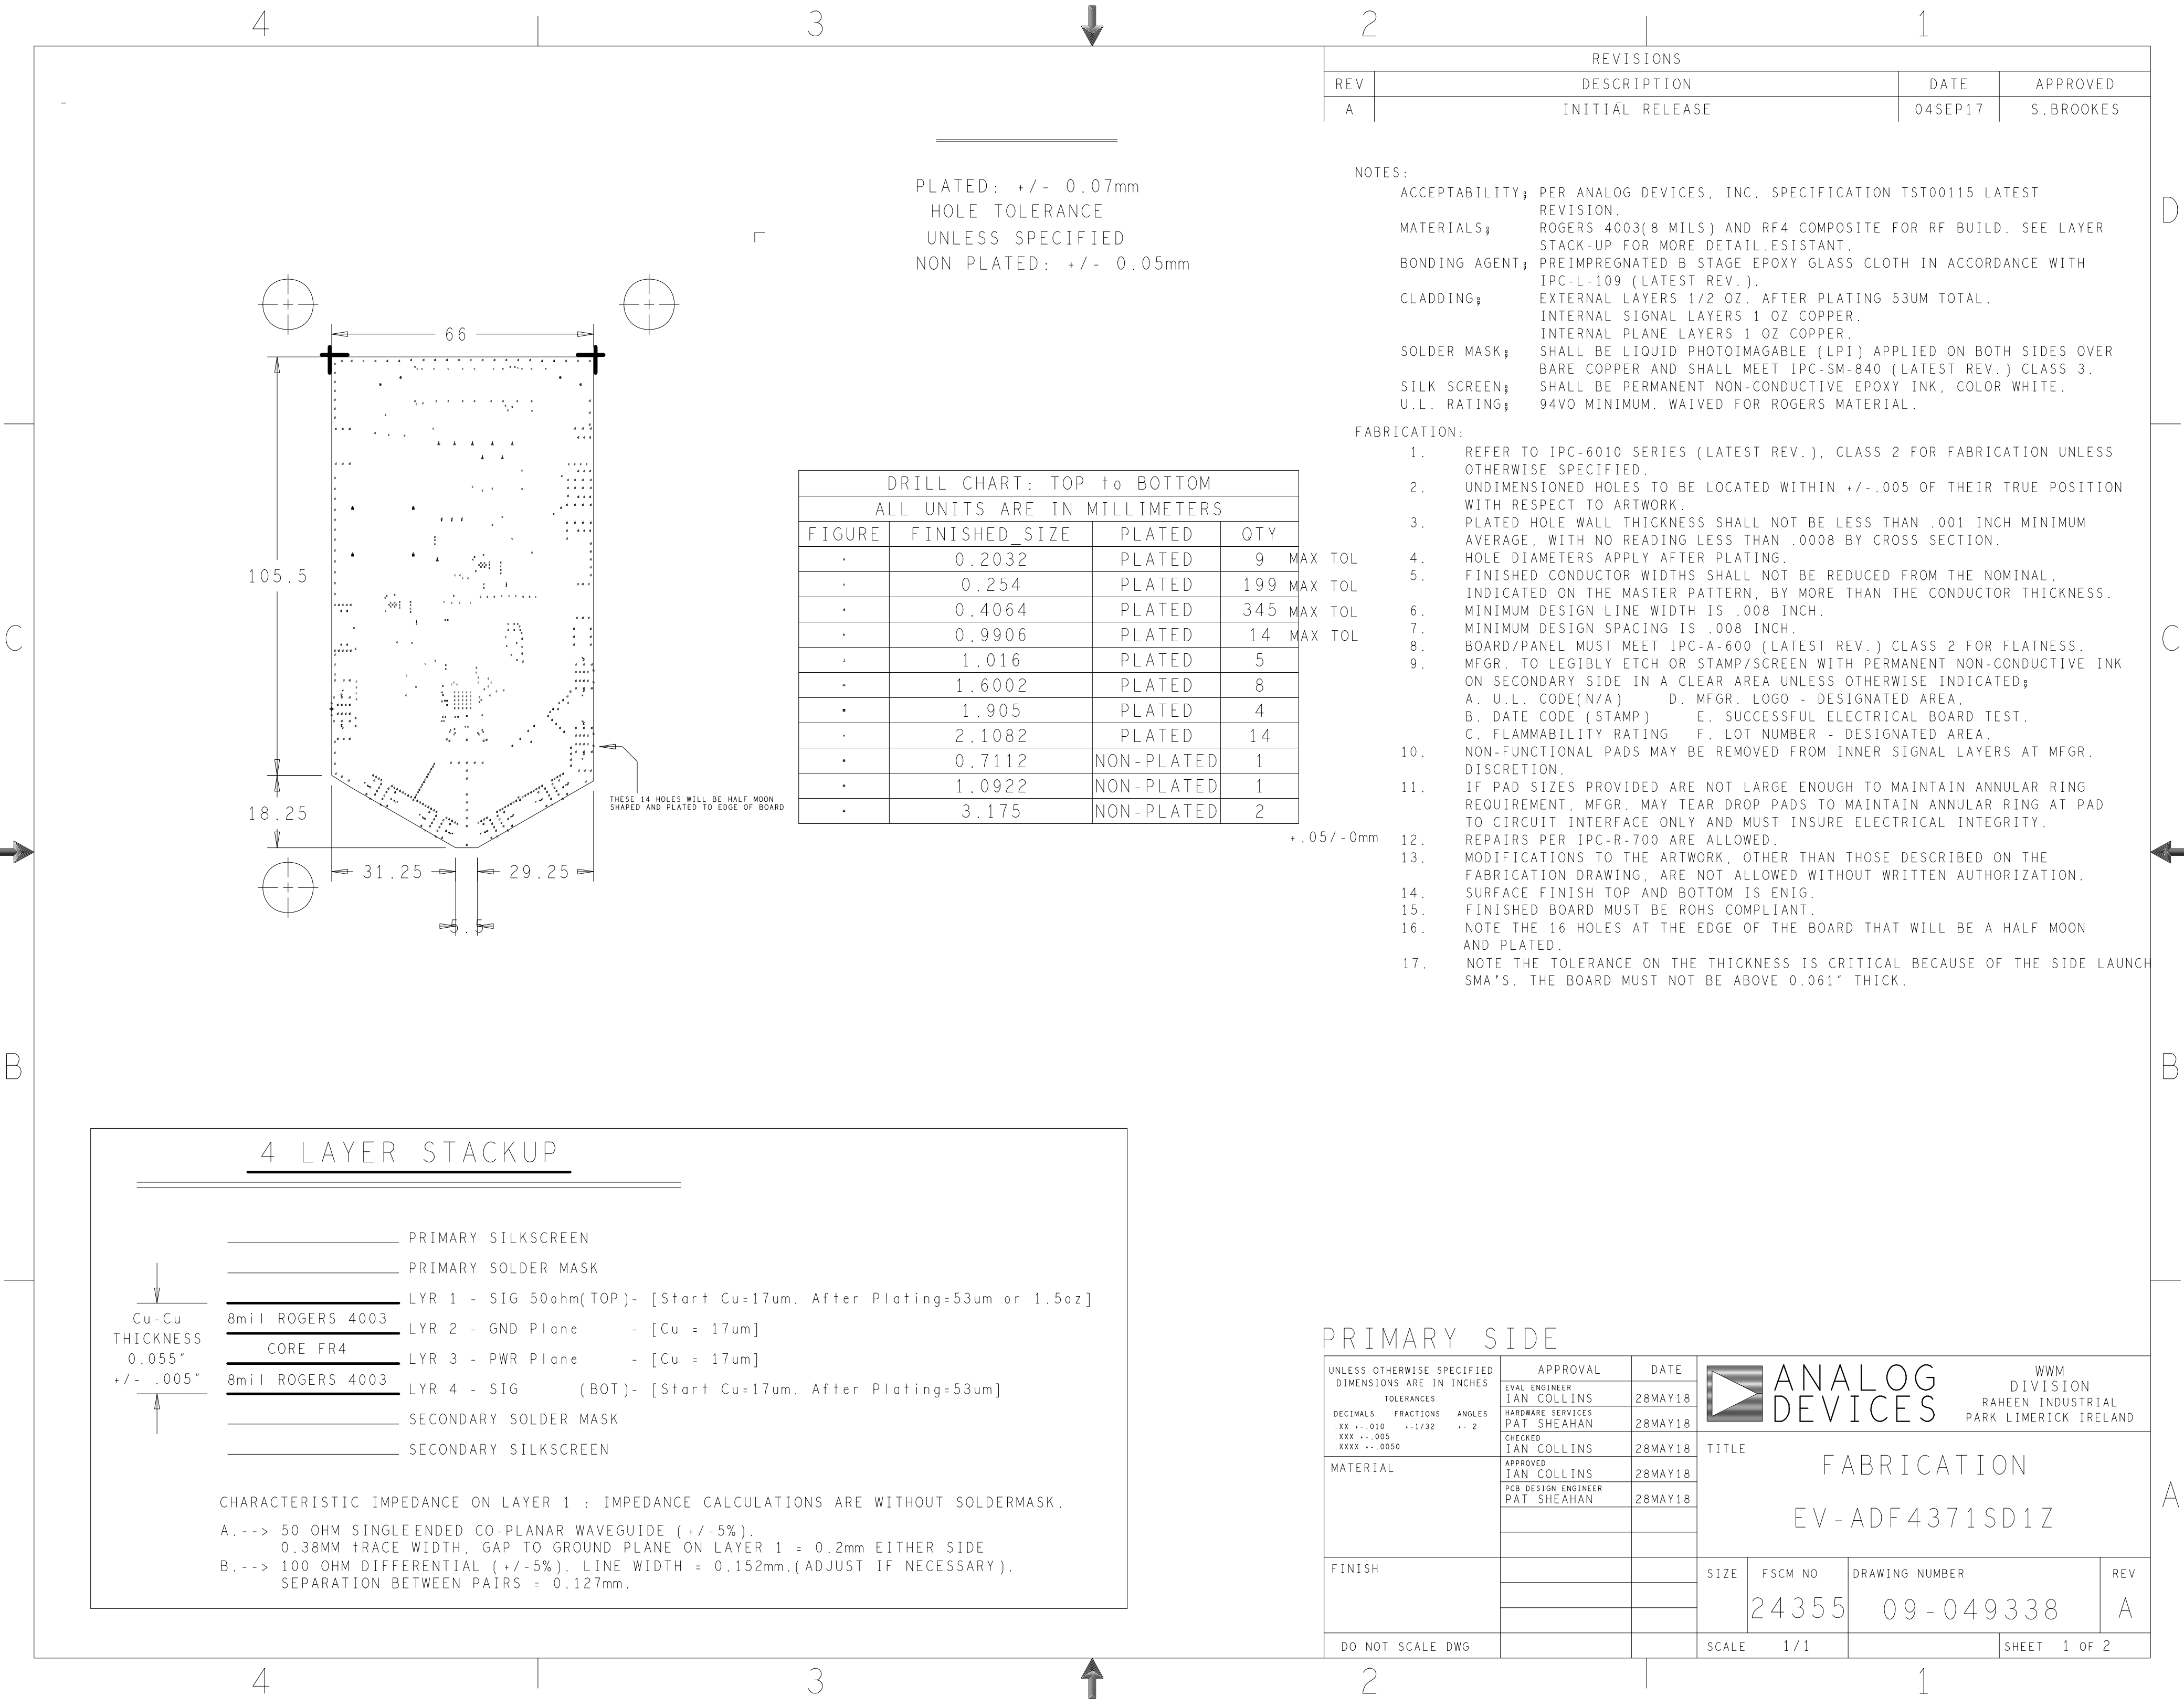 4 3 2 1
REVISIONS
REV DESCRIPTION DATE APPROVED
A INITIAL RELEASE 04SEP17 S.BROOKES
PLATED: +/- 0.07mm
HOLE TOLERANCE
UNLESS SPECIFIED
NON PLATED: +/- 0.05mm
NOTES:
ACCEPTABILITY; PER ANALOG DEVICES, INC. SPECIFICATION TST00115 LATEST
REVISION.
MATERIALS; ROGERS 4003(8 MILS) AND RF4 COMPOSITE FOR RF BUILD. SEE LAYER
STACK-UP FOR MORE DETAIL.ESISTANT.
BONDING AGENT; PREIMPREGNATED B STAGE EPOXY GLASS CLOTH IN ACCORDANCE WITH
IPC-L-109 (LATEST REV.).
CLADDING; EXTERNAL LAYERS 1/2 OZ. AFTER PLATING 53UM TOTAL.
INTERNAL SIGNAL LAYERS 1 OZ COPPER.
INTERNAL PLANE LAYERS 1 OZ COPPER.
SOLDER MASK; SHALL BE LIQUID PHOTOIMAGABLE (LPI) APPLIED ON BOTH SIDES OVER
BARE COPPER AND SHALL MEET IPC-SM-840 (LATEST REV.) CLASS 3.
SILK SCREEN; SHALL BE PERMANENT NON-CONDUCTIVE EPOXY INK, COLOR WHITE.
U.L. RATING; 94VO MINIMUM. WAIVED FOR ROGERS MATERIAL.
FABRICATION:
1. REFER TO IPC-6010 SERIES (LATEST REV.), CLASS 2 FOR FABRICATION UNLESS
OTHERWISE SPECIFIED.
2. UNDIMENSIONED HOLES TO BE LOCATED WITHIN +/-.005 OF THEIR TRUE POSITION
WITH RESPECT TO ARTWORK.
3. PLATED HOLE WALL THICKNESS SHALL NOT BE LESS THAN .001 INCH MINIMUM
AVERAGE, WITH NO READING LESS THAN .0008 BY CROSS SECTION.
4. HOLE DIAMETERS APPLY AFTER PLATING.
5. FINISHED CONDUCTOR WIDTHS SHALL NOT BE REDUCED FROM THE NOMINAL,
INDICATED ON THE MASTER PATTERN, BY MORE THAN THE CONDUCTOR THICKNESS.
6. MINIMUM DESIGN LINE WIDTH IS .008 INCH.
7. MINIMUM DESIGN SPACING IS .008 INCH.
8. BOARD/PANEL MUST MEET IPC-A-600 (LATEST REV.) CLASS 2 FOR FLATNESS.
9. MFGR. TO LEGIBLY ETCH OR STAMP/SCREEN WITH PERMANENT NON-CONDUCTIVE INK
ON SECONDARY SIDE IN A CLEAR AREA UNLESS OTHERWISE INDICATED;
A. U.L. CODE(N/A) D. MFGR. LOGO - DESIGNATED AREA,
B. DATE CODE (STAMP) E. SUCCESSFUL ELECTRICAL BOARD TEST.
C. FLAMMABILITY RATING F. LOT NUMBER - DESIGNATED AREA.
10. NON-FUNCTIONAL PADS MAY BE REMOVED FROM INNER SIGNAL LAYERS AT MFGR.
DISCRETION.
11. IF PAD SIZES PROVIDED ARE NOT LARGE ENOUGH TO MAINTAIN ANNULAR RING
REQUIREMENT, MFGR. MAY TEAR DROP PADS TO MAINTAIN ANNULAR RING AT PAD
TO CIRCUIT INTERFACE ONLY AND MUST INSURE ELECTRICAL INTEGRITY.
12. REPAIRS PER IPC-R-700 ARE ALLOWED.
13. MODIFICATIONS TO THE ARTWORK, OTHER THAN THOSE DESCRIBED ON THE
FABRICATION DRAWING, ARE NOT ALLOWED WITHOUT WRITTEN AUTHORIZATION.
14. SURFACE FINISH TOP AND BOTTOM IS ENIG.
15. FINISHED BOARD MUST BE ROHS COMPLIANT.
16. NOTE THE 16 HOLES AT THE EDGE OF THE BOARD THAT WILL BE A HALF MOON
AND PLATED.
17. NOTE THE TOLERANCE ON THE THICKNESS IS CRITICAL BECAUSE OF THE SIDE LAUNCH
SMA'S. THE BOARD MUST NOT BE ABOVE 0.061" THICK.
66
105.5
18.25
31.25
29.25
5.5
THESE 14 HOLES WILL BE HALF MOON
SHAPED AND PLATED TO EDGE OF BOARD
DRILL CHART: TOP to BOTTOM
ALL UNITS ARE IN MILLIMETERS
FIGURE FINISHED_SIZE PLATED QTY
0.2032 PLATED 9 MAX TOL
0.254 PLATED 199 MAX TOL
0.4064 PLATED 345 MAX TOL
0.9906 PLATED 14 MAX TOL
1.016 PLATED 5
1.6002 PLATED 8
1.905 PLATED 4
2.1082 PLATED 14
0.7112 NON-PLATED 1
1.0922 NON-PLATED 1
3.175 NON-PLATED 2
+.05/-0mm
D
C
B
A
C
B
4 LAYER STACKUP
PRIMARY SILKSCREEN
PRIMARY SOLDER MASK
LYR 1 - SIG 50ohm(TOP)- [Start Cu=17um. After Plating=53um or 1.5oz]
8mil ROGERS 4003
LYR 2 - GND Plane - [Cu = 17um]
CORE FR4
LYR 3 - PWR Plane - [Cu = 17um]
8mil ROGERS 4003
LYR 4 - SIG (BOT)- [Start Cu=17um. After Plating=53um]
SECONDARY SOLDER MASK
SECONDARY SILKSCREEN
Cu-Cu
THICKNESS
0.055"
+/- .005"
CHARACTERISTIC IMPEDANCE ON LAYER 1 : IMPEDANCE CALCULATIONS ARE WITHOUT SOLDERMASK.
A.--> 50 OHM SINGLE ENDED CO-PLANAR WAVEGUIDE (+/-5%).
0.38MM tRACE WIDTH, GAP TO GROUND PLANE ON LAYER 1 = 0.2mm EITHER SIDE
B.--> 100 OHM DIFFERENTIAL (+/-5%). LINE WIDTH = 0.152mm.(ADJUST IF NECESSARY).
SEPARATION BETWEEN PAIRS = 0.127mm.
PRIMARY SIDE
UNLESS OTHERWISE SPECIFIED
DIMENSIONS ARE IN INCHES
TOLERANCES
DECIMALS FRACTIONS ANGLES
.XX +-.010 +-1/32 +- 2
.XXX +-.005
.XXXX +-.0050
MATERIAL
FINISH
DO NOT SCALE DWG
APPROVAL DATE
EVAL ENGINEER
IAN COLLINS 28MAY18
HARDWARE SERVICES
PAT SHEAHAN 28MAY18
CHECKED
IAN COLLINS 28MAY18
APPROVED
IAN COLLINS 28MAY18
PCB DESIGN ENGINEER
PAT SHEAHAN 28MAY18
ANALOG
DEVICES
WWM
DIVISION
RAHEEN INDUSTRIAL
PARK LIMERICK IRELAND
TITLE
FABRICATION
EV-ADF4371SD1Z
SIZE FSCM NO DRAWING NUMBER REV
24355 09-049338 A
SCALE 1/1 SHEET 1 OF 2
4 3 2 1